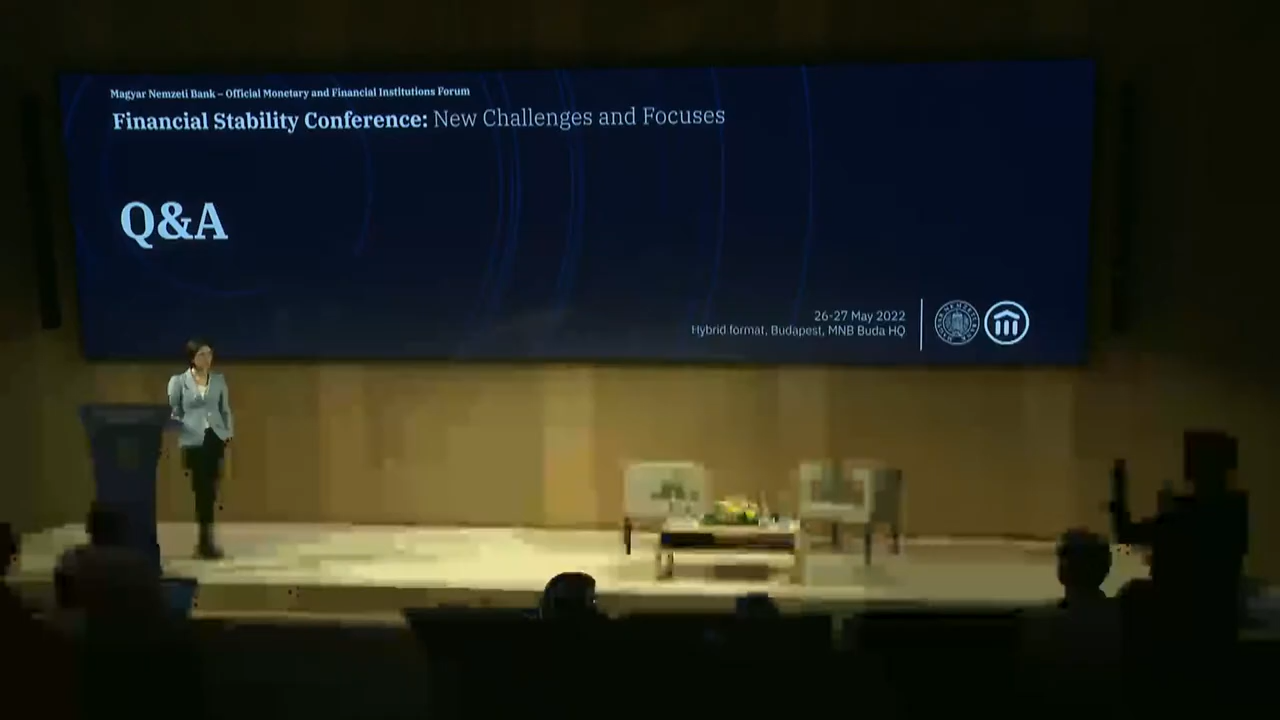 Magyar Nemzeti Bank – Official Monetary and Financial Institutions Forum
Financial Stability Conference: New Challenges and Focuses
Q&A
26-27 May 2022
Hybrid format, Budapest, MNB Buda HQ